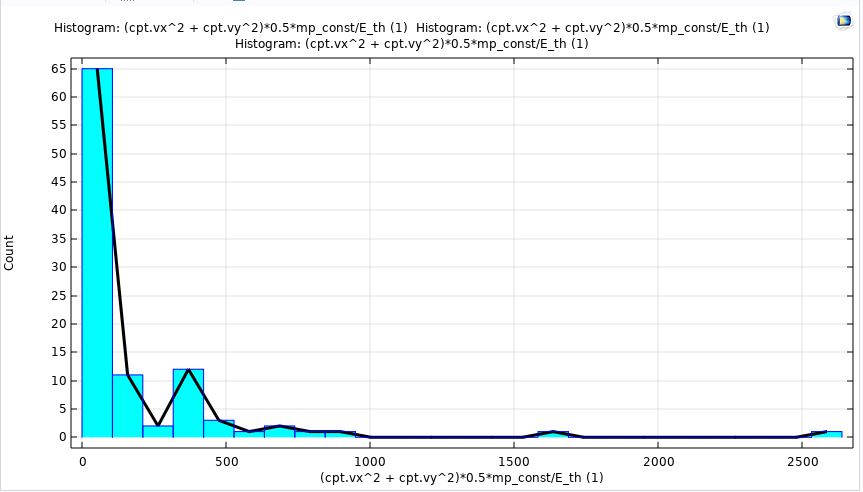 Histogram: (cpt.vx^2 + cpt.vy^2)*0.5*mp_const/E_th (1)  Histogram: (cpt.vx^2 + cpt.vy^2)*0.5*mp_const/E_th (1)
Histogram: (cpt.vx^2 + cpt.vy^2)*0.5*mp_const/E_th (1)
65
60
55
50
45
40
35
30
25
20
15
10
5
0
Count
0 500 1000 1500 2000 2500
(cpt.vx^2 + cpt.vy^2)*0.5*mp_const/E_th (1)